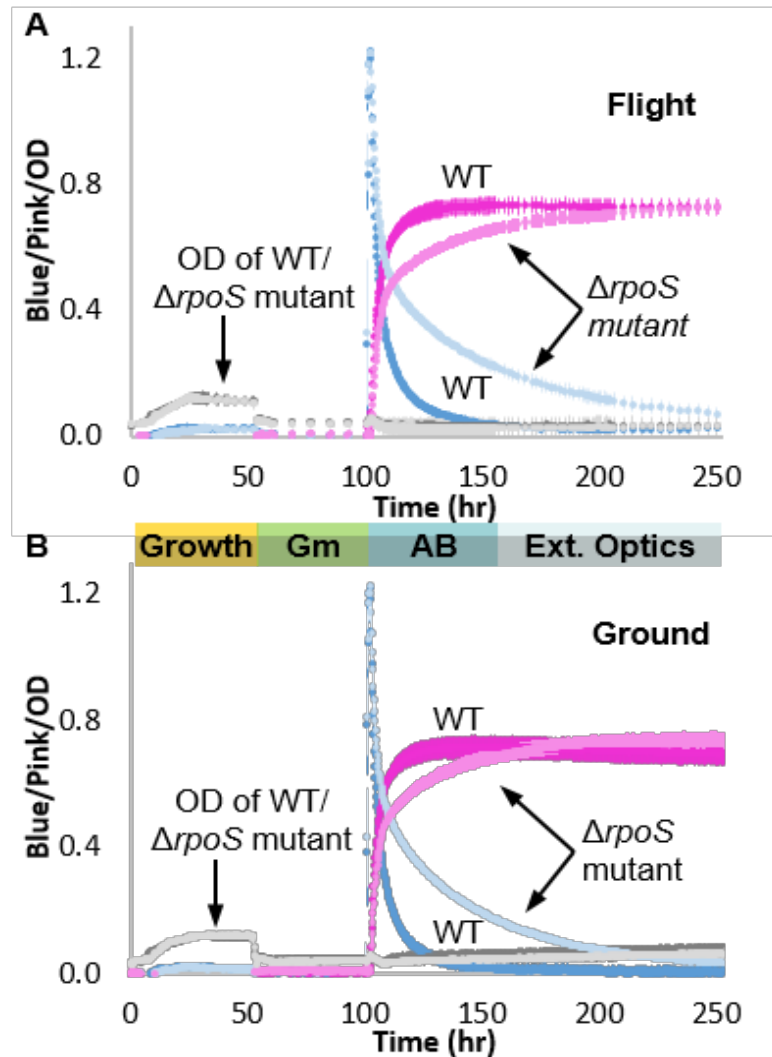 A
1.2
0.8
0.4
0.0
Blue/Pink/OD
Flight
WT
OD of WT/
ΔrpoS mutant
ΔrpoS
mutant
WT
0 50 100 150 200 250
Time (hr)
Growth Gm AB Ext. Optics
B
1.2
0.8
0.4
0.0
Blue/Pink/OD
Ground
WT
OD of WT/
ΔrpoS mutant
ΔrpoS
mutant
WT
0 50 100 150 200 250
Time (hr)